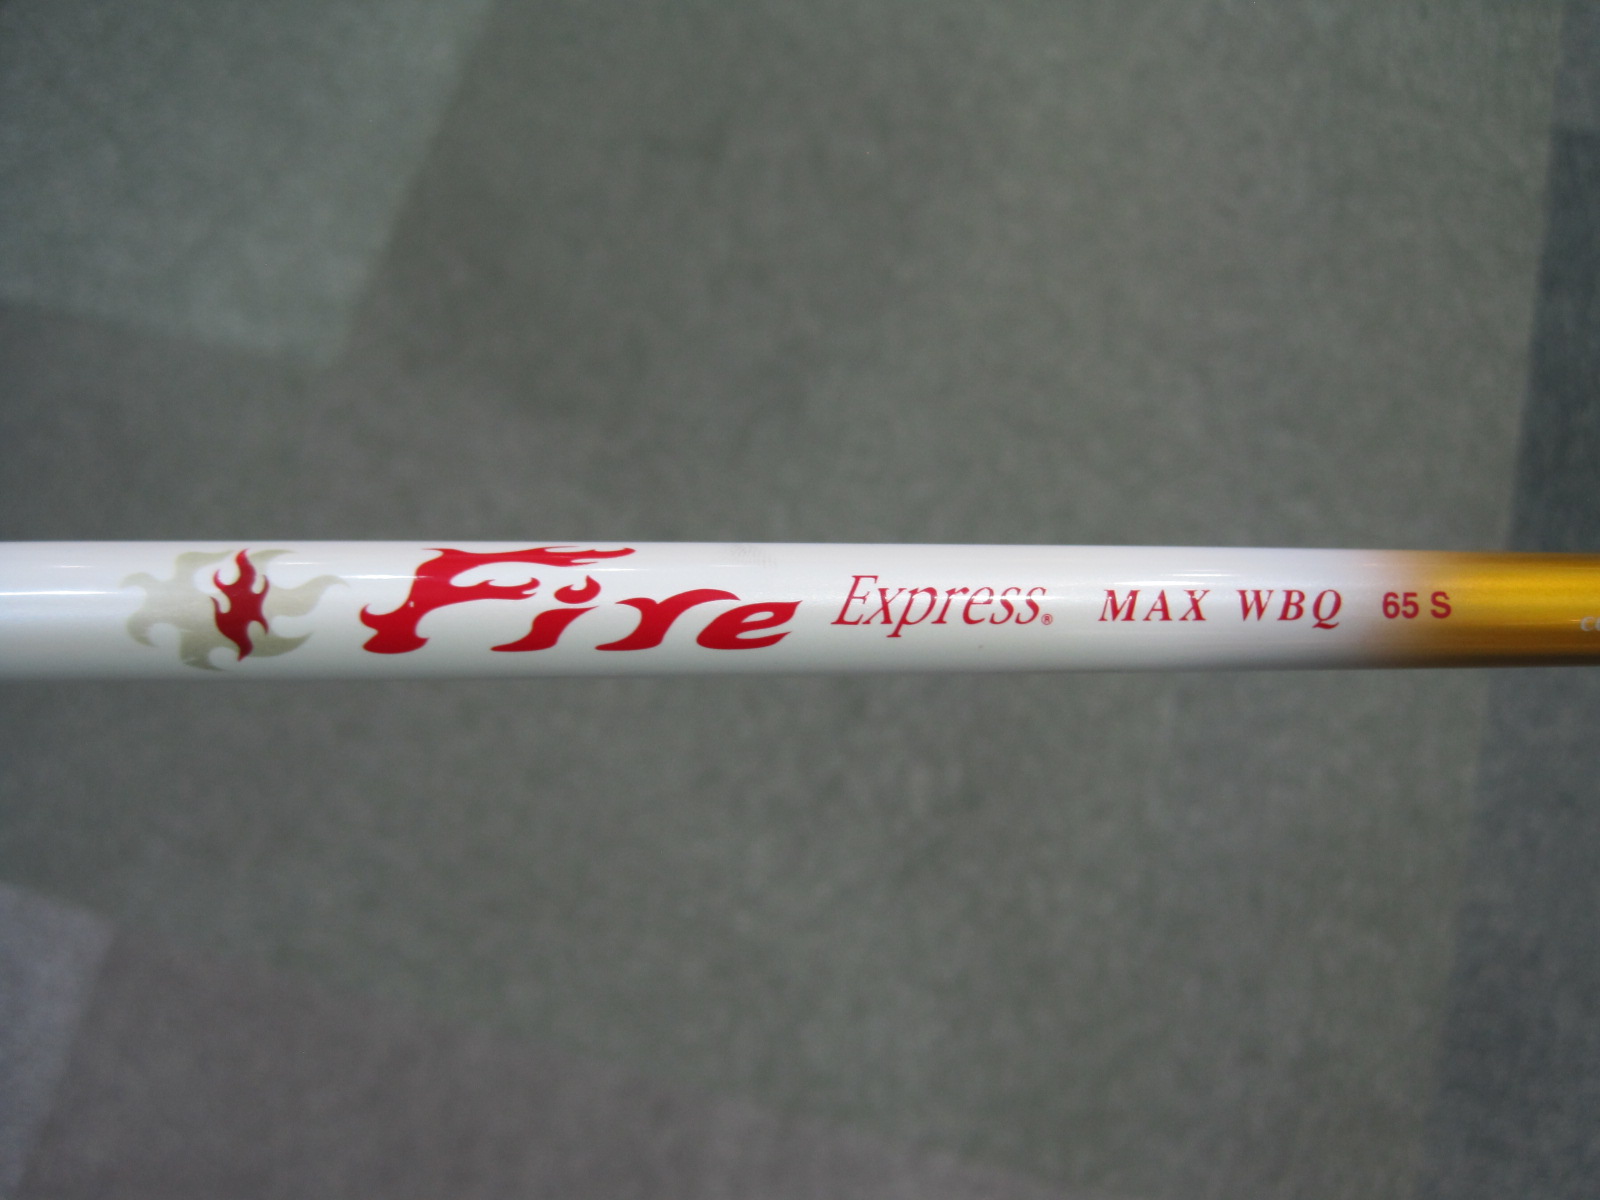 Fire Express® MAX WBQ 65 S